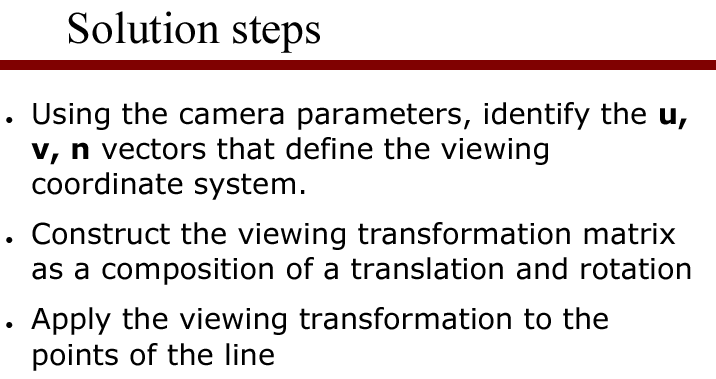 Solution steps
• Using the camera parameters, identify the u,
v, n vectors that define the viewing
coordinate system.
• Construct the viewing transformation matrix
as a composition of a translation and rotation
• Apply the viewing transformation to the
points of the line